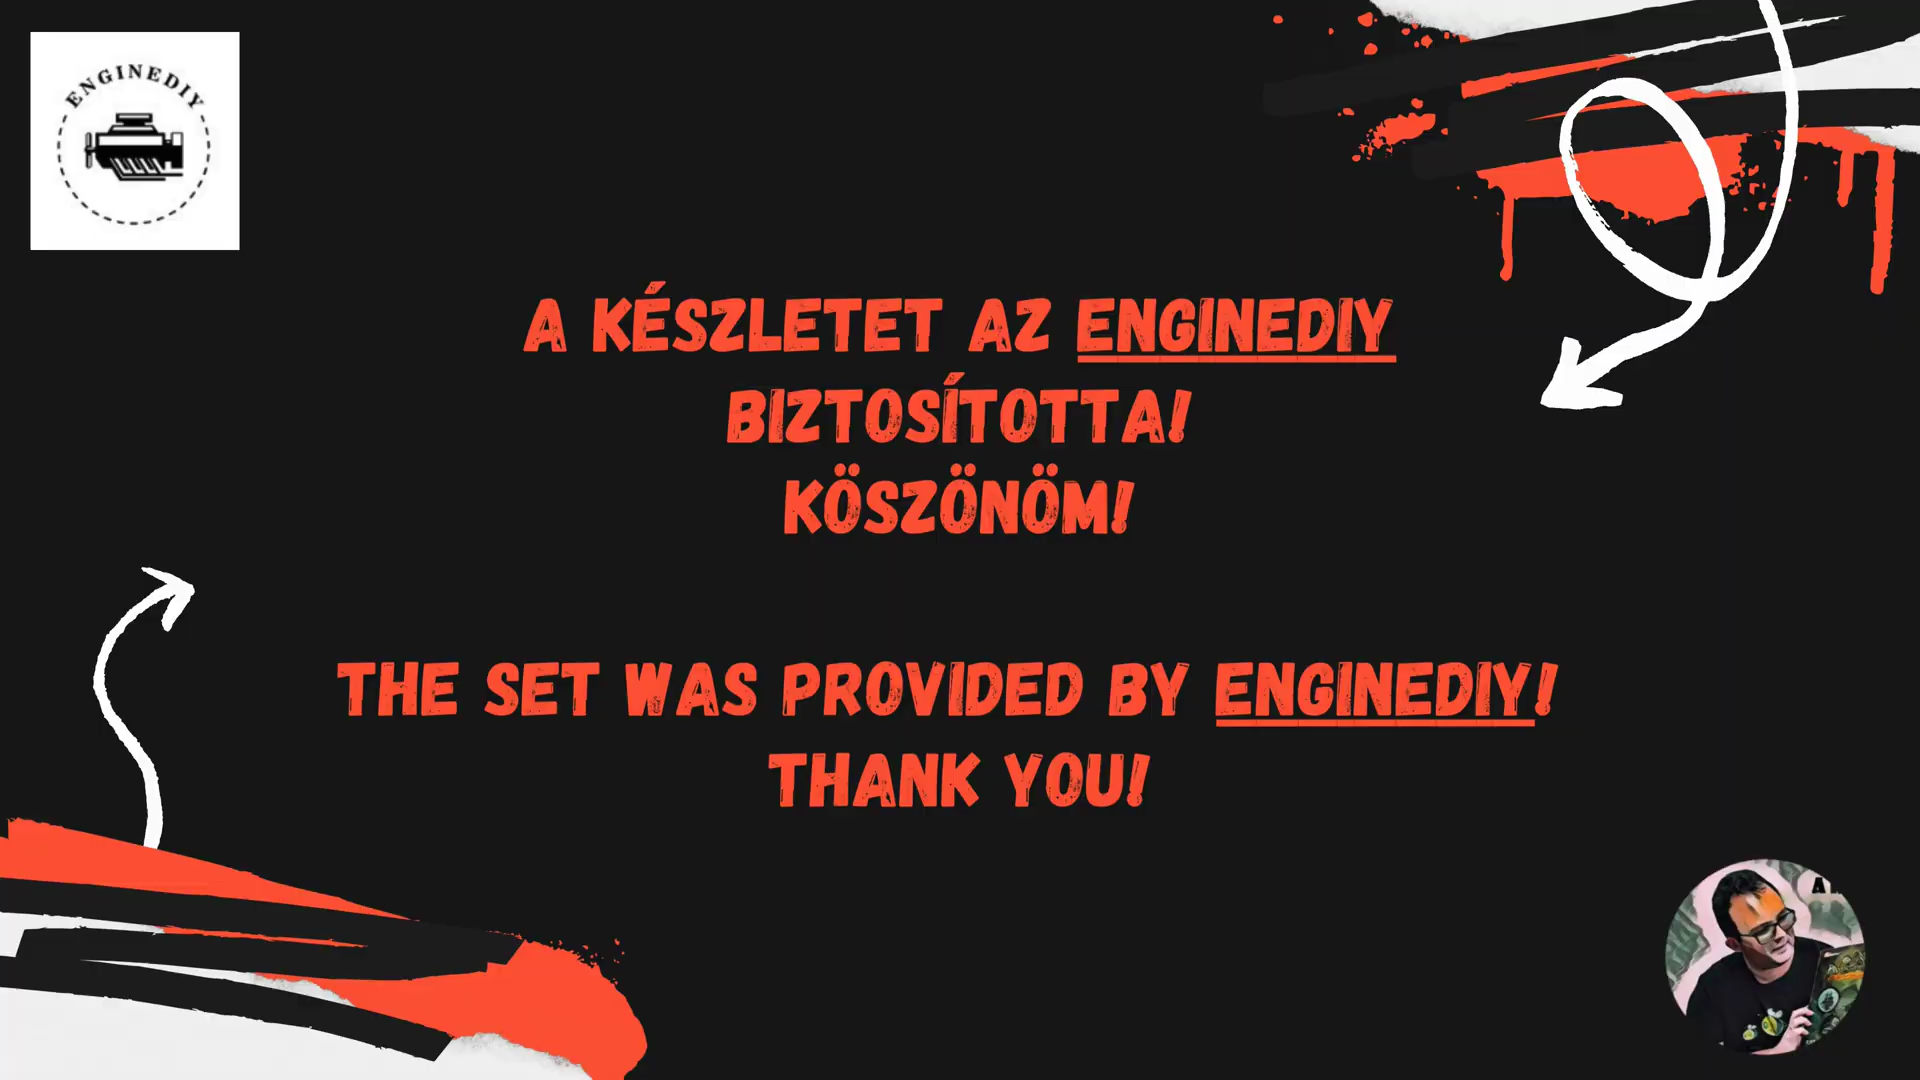 ENGINEDIY
A KÉSZLETET AZ ENGINEDIY
BIZTOSÍTOTTA!
KÖSZÖNÖM!
THE SET WAS PROVIDED BY ENGINEDIY!
THANK YOU!